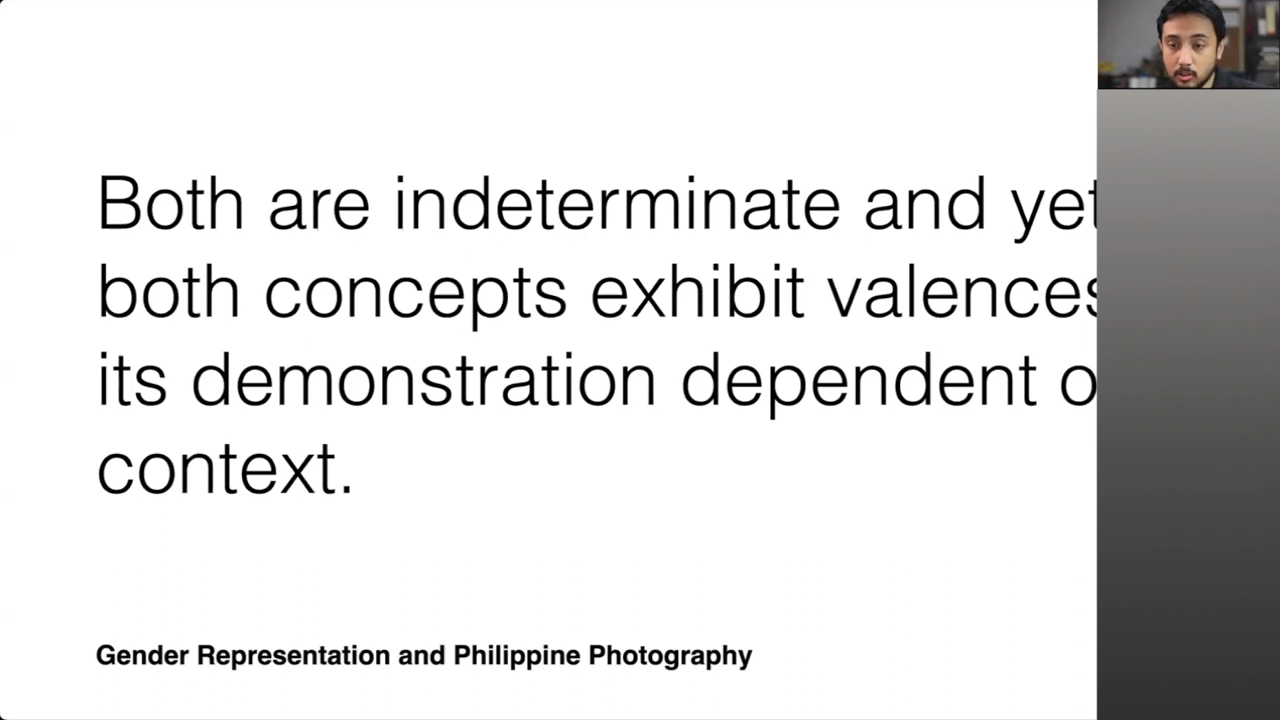 Both are indeterminate and yet
both concepts exhibit valences
its demonstration dependent
context.
Gender Representation and Philippine Photography